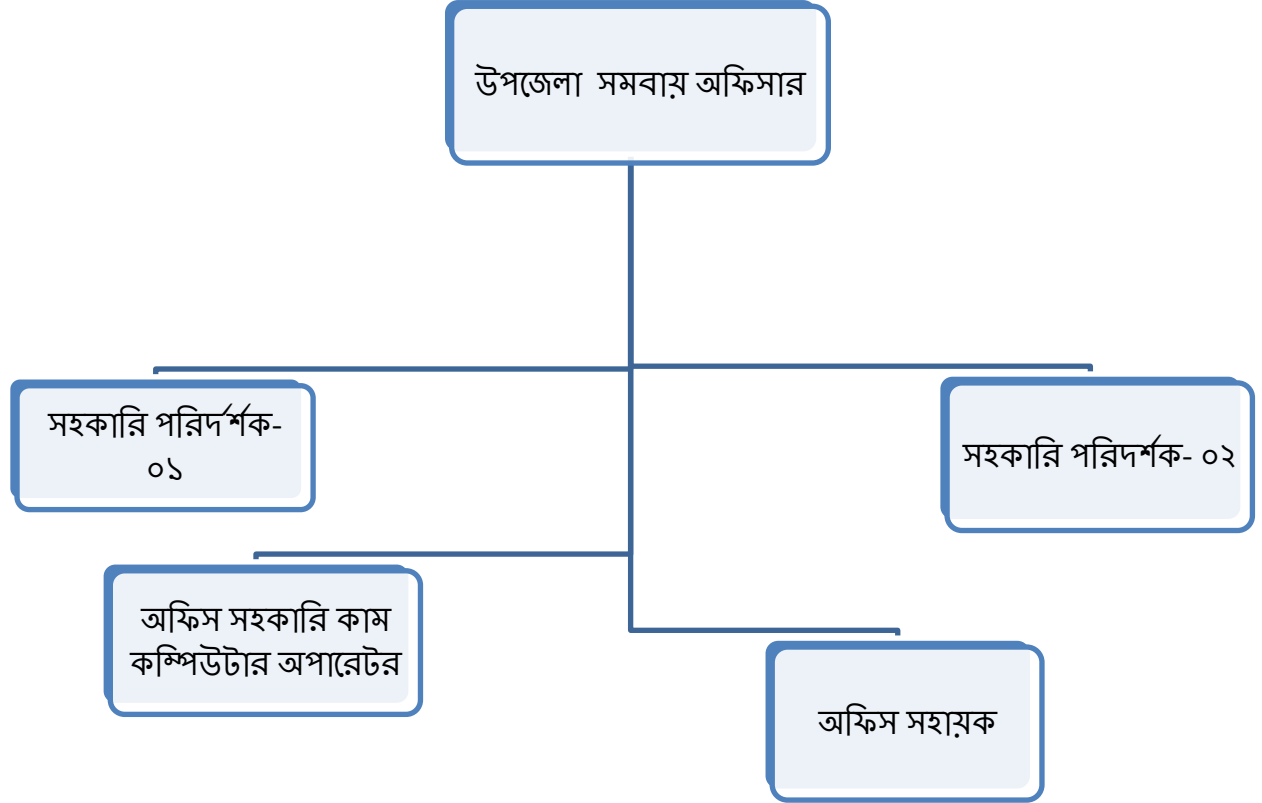 উপজেলা সমবায় অফিসার
সহকারি পরিদর্শক-
০১
সহকারি পরিদর্শক- ০২
অফিস সহকারি কাম
কম্পিউটার অপারেটর
অফিস সহায়ক